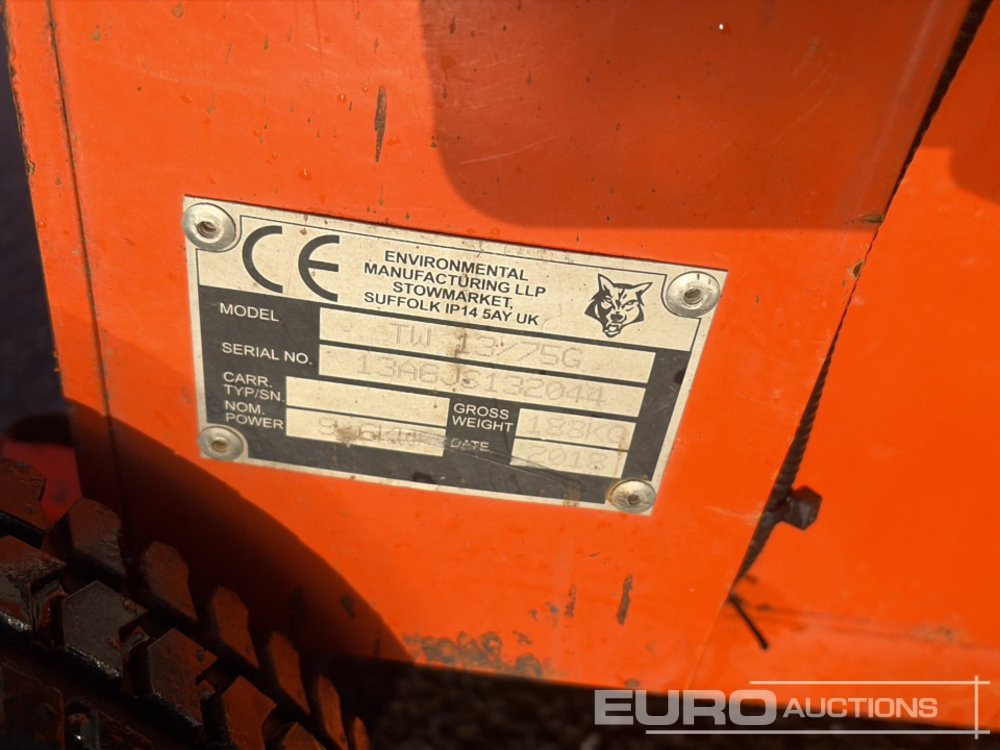 CE
ENVIRONMENTAL
MANUFACTURING LLP
STOWMARKET,
SUFFOLK IP14 5AY UK
MODEL TW 13/75G
SERIAL NO.
CARR.
TYP/SN.
NOM.
POWER
GROSS
WEIGHT 188KG
DATE 2018
EURO AUCTIONS